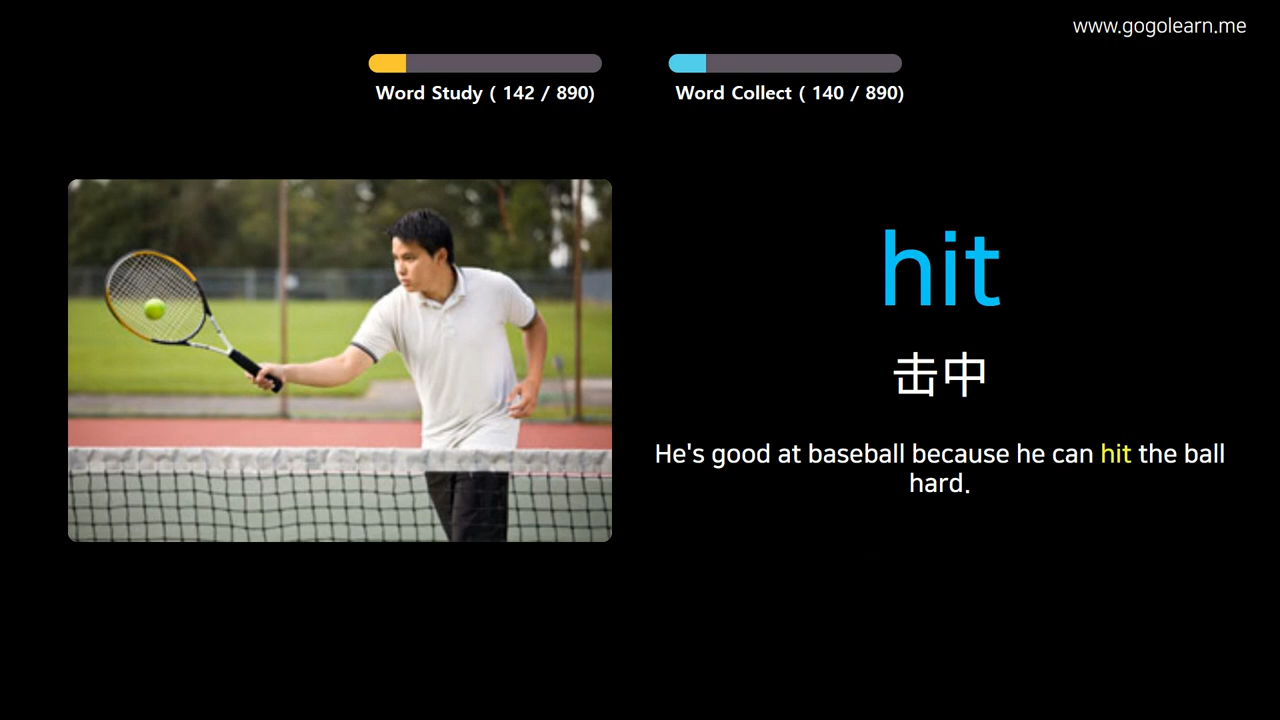 www.gogolearn.me
Word Study ( 142 / 890)
Word Collect ( 140 / 890)
hit
击中
He's good at baseball because he can hit the ball
hard.